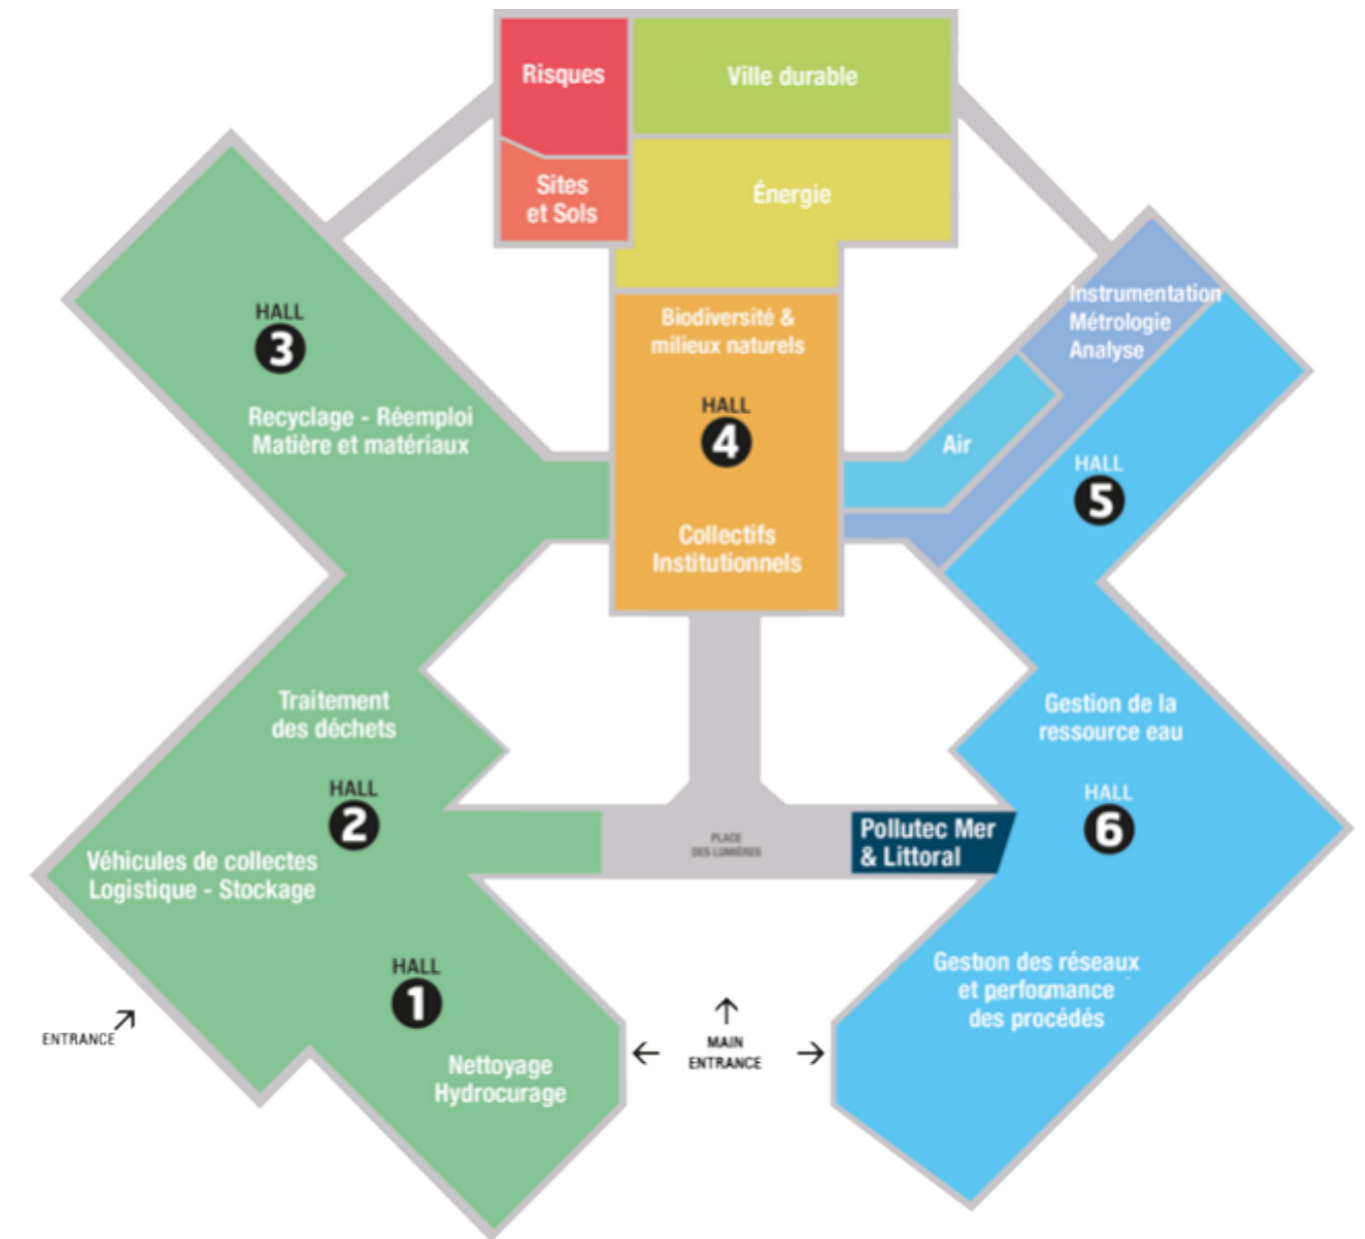 Risques
Ville durable
Sites
et Sols
Énergie
HALL
3
Recyclage - Réemploi
Matière et matériaux
Biodiversité &
milieux naturels
HALL
4
Collectifs
Institutionnels
Instrumentation
Métrologie
Analyse
Air
HALL
5
Traitement
des déchets
HALL
2
Véhicules de collectes
Logistique - Stockage
PLACE
DES LUMIÈRES
Pollutec Mer
& Littoral
Gestion de la
ressource eau
HALL
6
HALL
1
Nettoyage
Hydrocurage
ENTRANCE
MAIN
ENTRANCE
Gestion des réseaux
et performance
des procédés